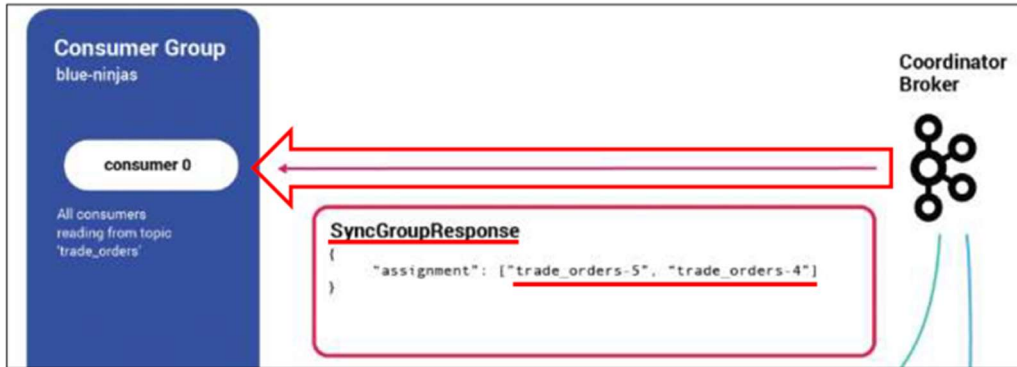 Consumer Group
blue-ninjas
consumer 0
All consumers
reading from topic
'trade_orders'
Coordinator
Broker
SyncGroupResponse
{
"assignment": ["trade_orders-5", "trade_orders-4"]
}